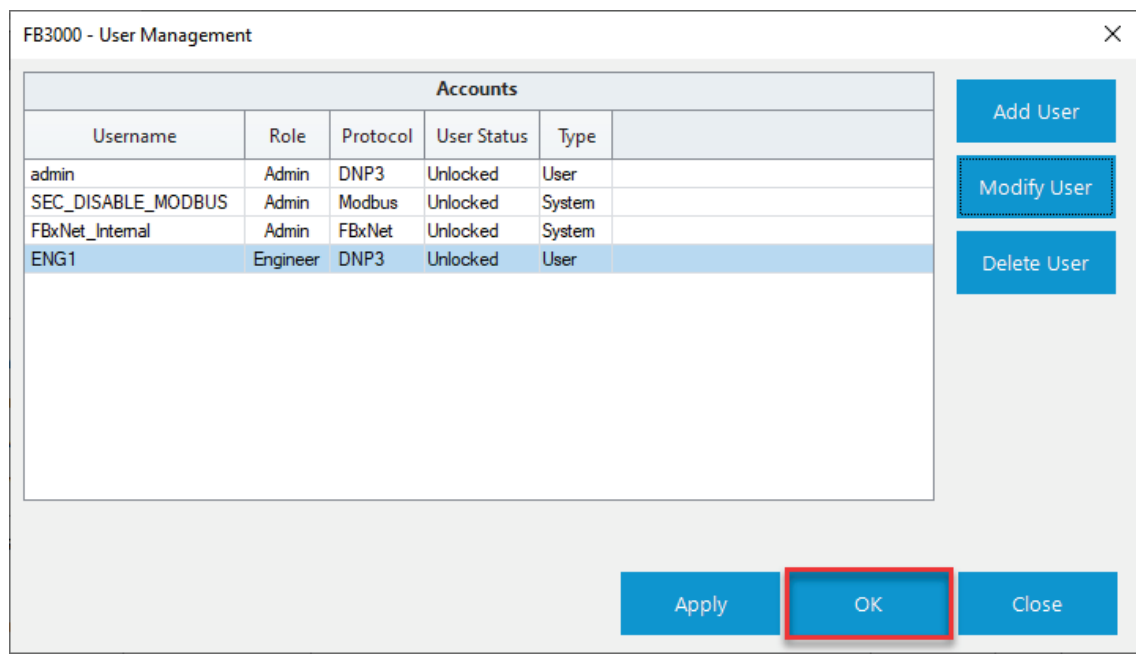 FB3000 - User Management
Accounts
Username Role Protocol User Status Type
admin Admin DNP3 Unlocked User
SEC_DISABLE_MODBUS Admin Modbus Unlocked System
FBxNet_Internal Admin FBxNet Unlocked System
ENG1 Engineer DNP3 Unlocked User
Add User
Modify User
Delete User
Apply OK Close